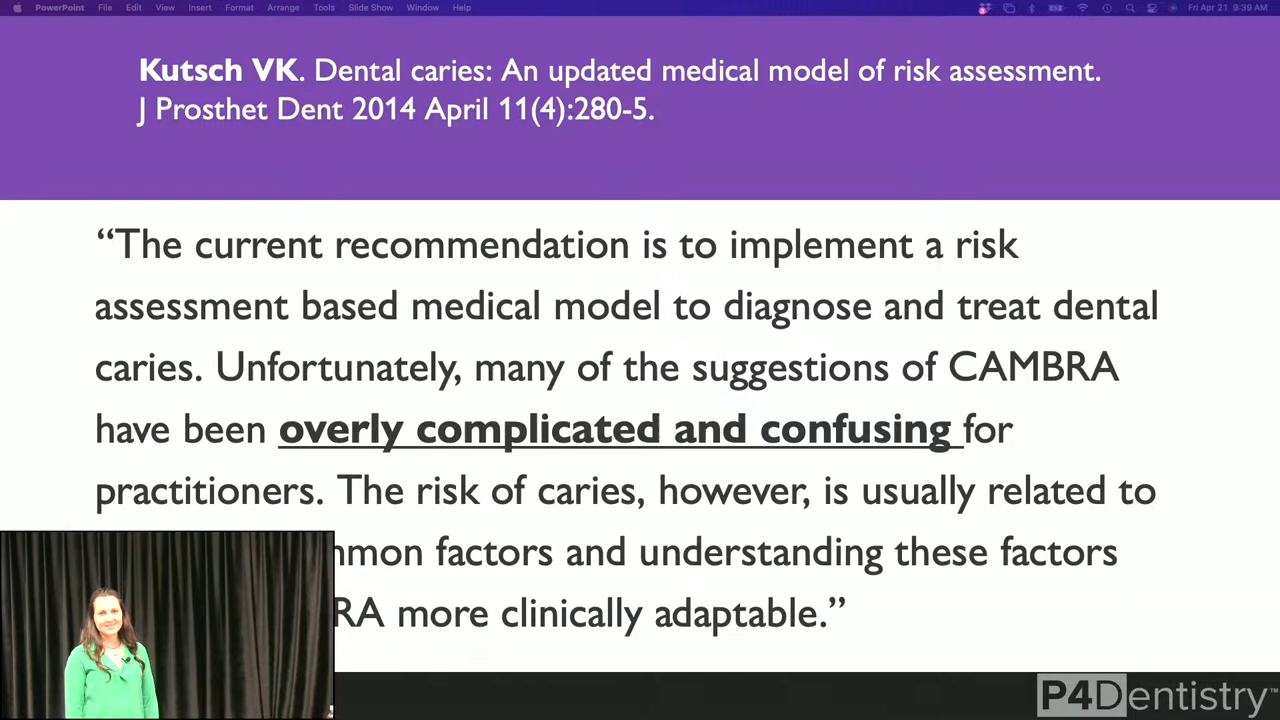 PowerPoint File Edit View Insert Format Arrange Tools Slide Show Window Help Fri Apr 21 9:39 AM
Kutsch VK. Dental caries: An updated medical model of risk assessment.
J Prosthet Dent 2014 April 11(4):280-5.
“The current recommendation is to implement a risk
assessment based medical model to diagnose and treat dental
caries. Unfortunately, many of the suggestions of CAMBRA
have been overly complicated and confusing for
practitioners. The risk of caries, however, is usually related to
factors and understanding these factors
more clinically adaptable.”
P4Dentistry™